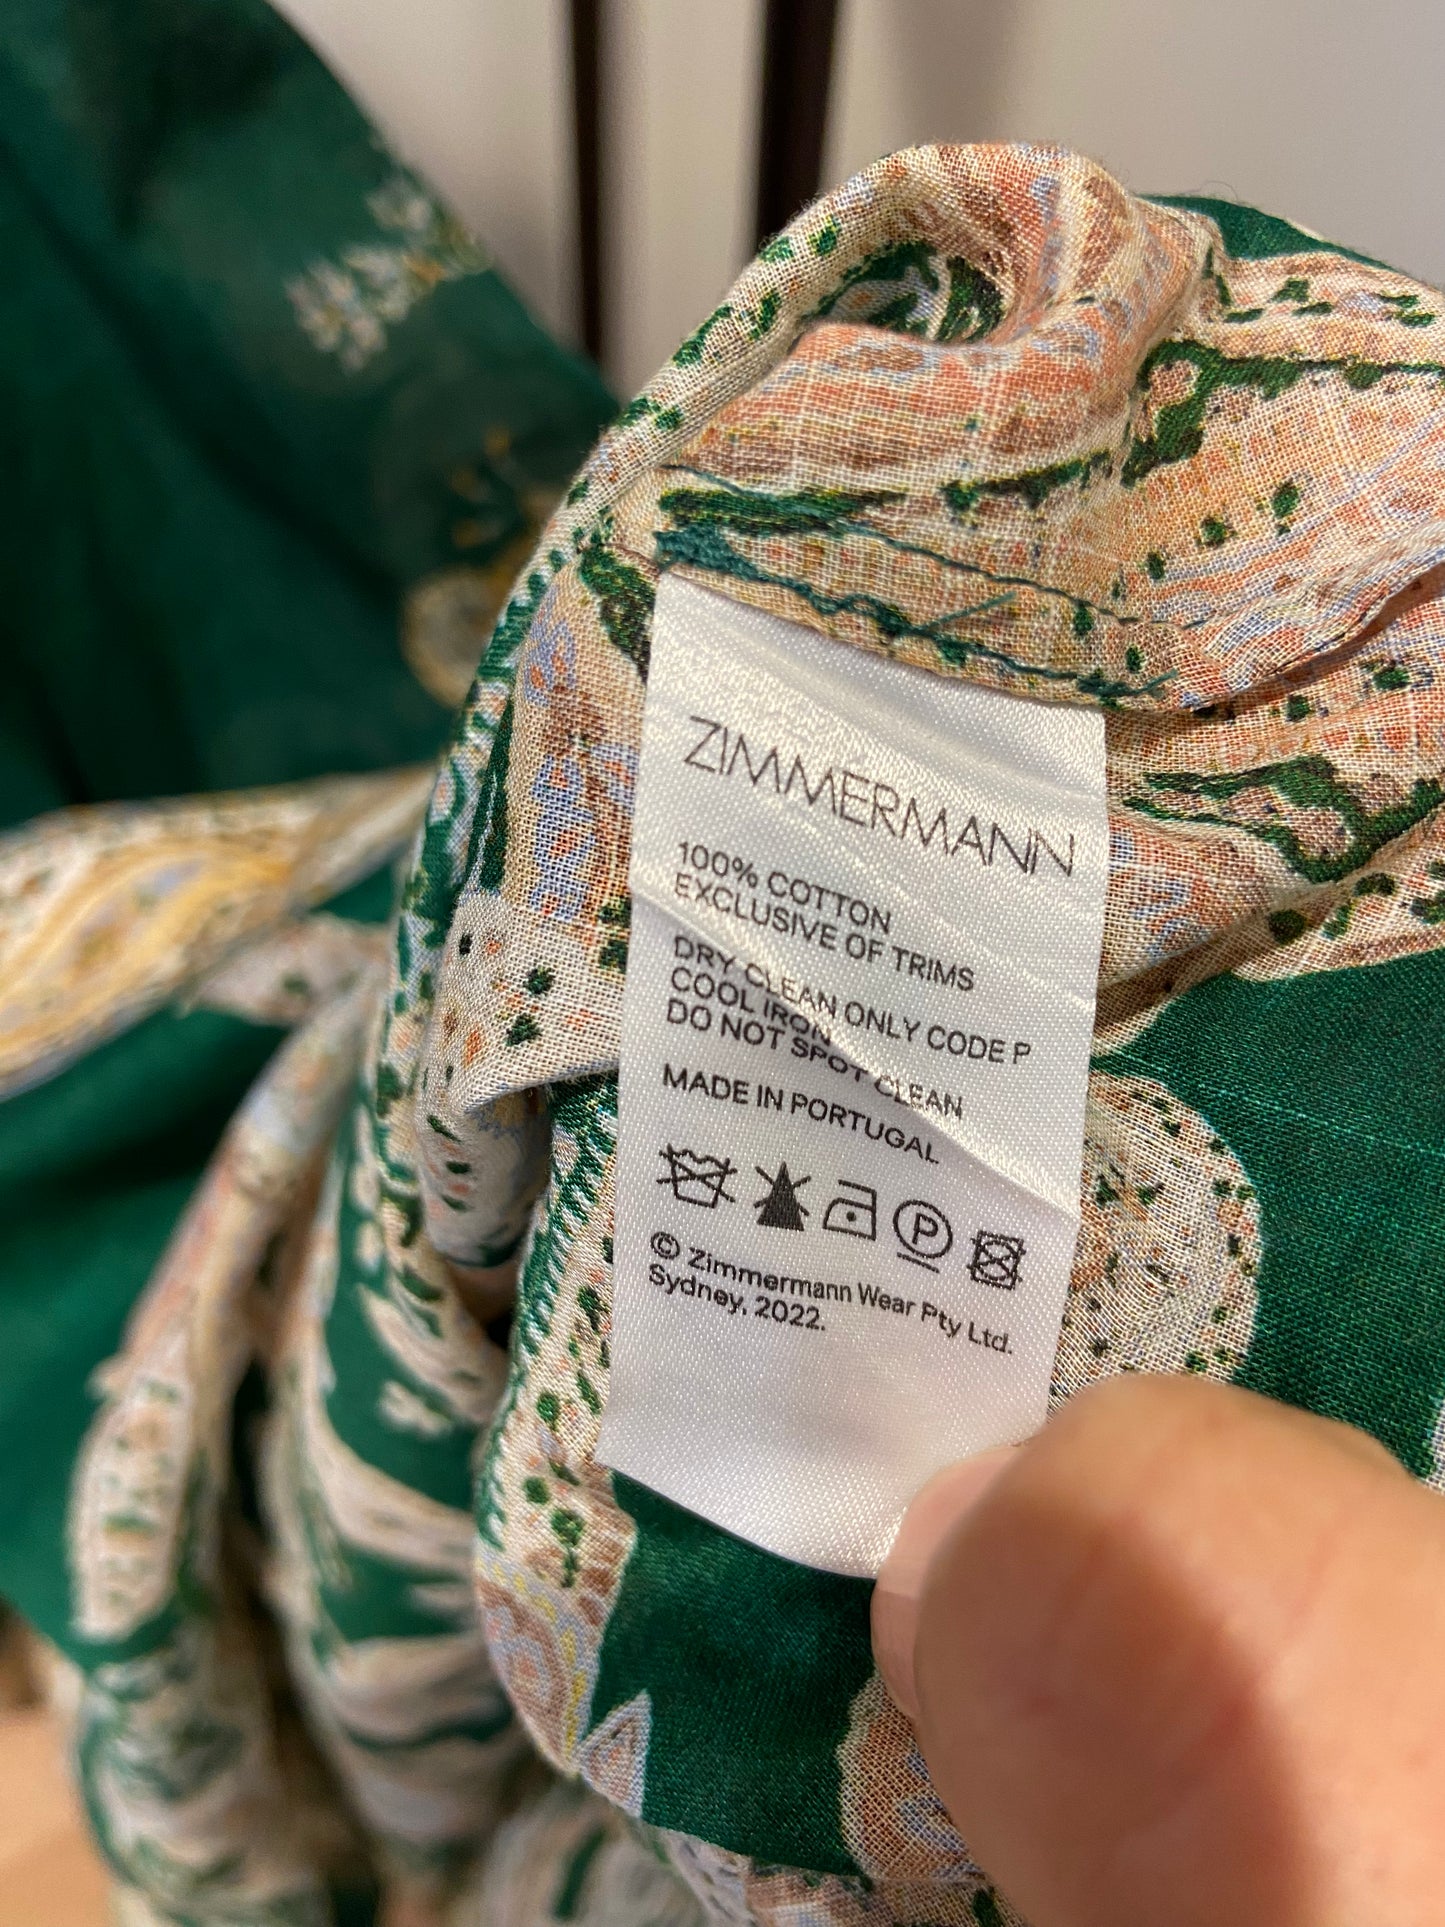 ZIMMERMANN
100% COTTON
EXCLUSIVE OF TRIMS
DRY CLEAN ONLY CODE P
COOL IRON
DO NOT SPOT CLEAN
MADE IN PORTUGAL
P
© Zimmermann Wear Pty Ltd.
Sydney, 2022.